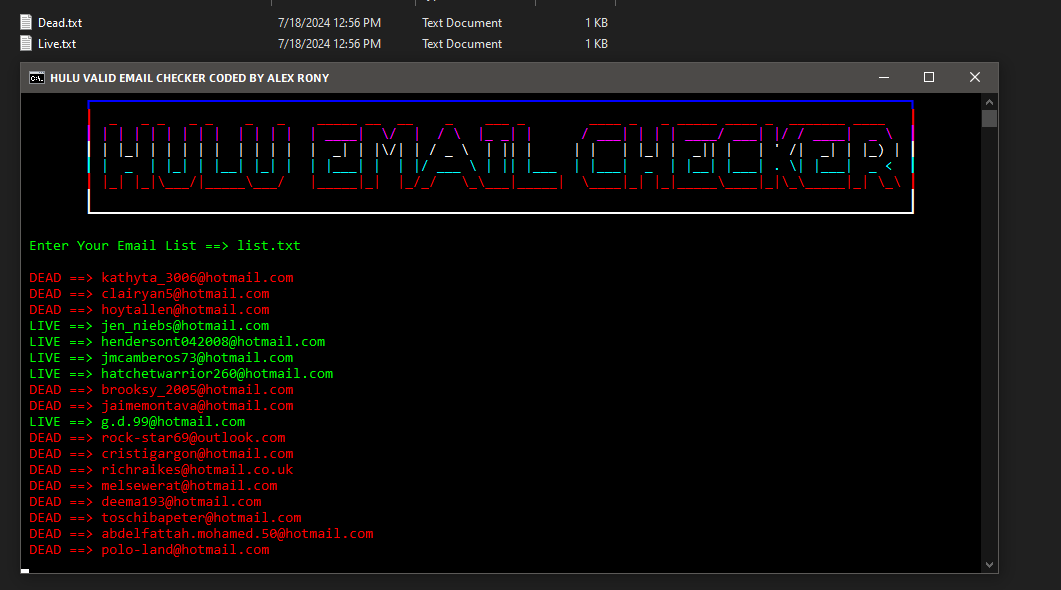 Dead.txt 7/18/2024 12:56 PM Text Document 1 KB
Live.txt 7/18/2024 12:56 PM Text Document 1 KB
HULU VALID EMAIL CHECKER CODED BY ALEX RONY
HULU EMAIL CHECKER
Enter Your Email List ==> list.txt
DEAD ==> kathyta_3006@hotmail.com
DEAD ==> clairyan5@hotmail.com
DEAD ==> hoytallen@hotmail.com
LIVE ==> jen_niebs@hotmail.com
LIVE ==> hendersont042008@hotmail.com
LIVE ==> jmcamberos73@hotmail.com
LIVE ==> hatchetwarrior260@hotmail.com
DEAD ==> brooksy_2005@hotmail.com
DEAD ==> jaimemontava@hotmail.com
LIVE ==> g.d.99@hotmail.com
DEAD ==> rock-star69@outlook.com
DEAD ==> cristigargon@hotmail.com
DEAD ==> richraikes@hotmail.co.uk
DEAD ==> melsewerat@hotmail.com
DEAD ==> deema193@hotmail.com
DEAD ==> toschibapeter@hotmail.com
DEAD ==> abdelfattah.mohamed.50@hotmail.com
DEAD ==> polo-land@hotmail.com